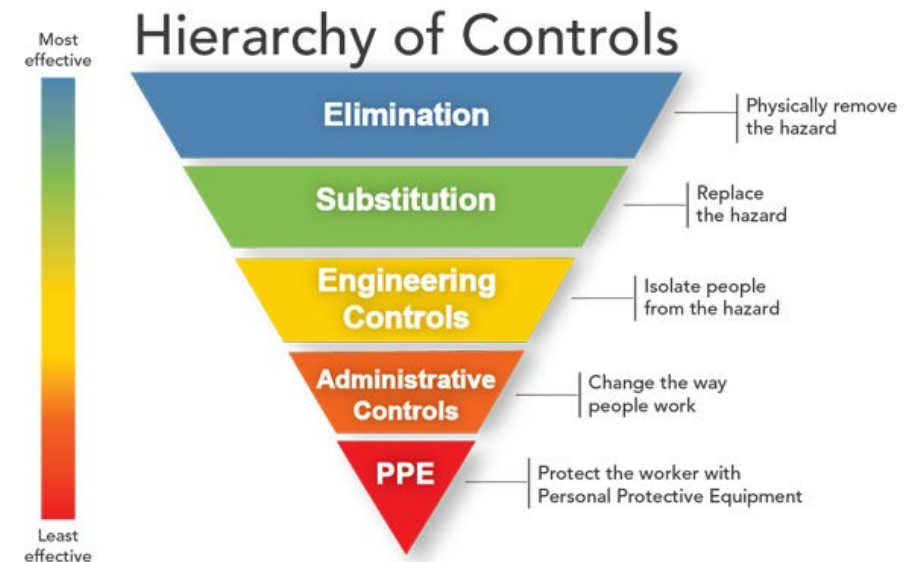 Hierarchy of Controls
Most
effective
Elimination
Physically remove
the hazard
Substitution
Replace
the hazard
Engineering
Controls
Isolate people
from the hazard
Administrative
Controls
Change the way
people work
PPE
Protect the worker with
Personal Protective Equipment
Least
effective